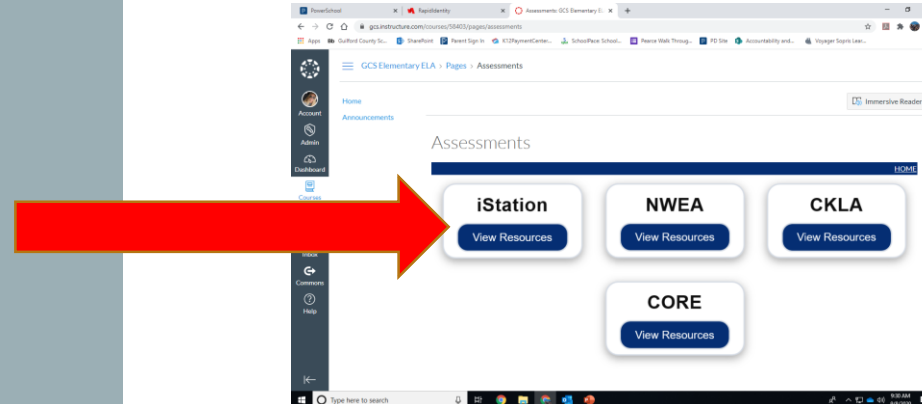 PowerSchool
RapidIdentity
Assessments: GCS Elementary E
gcs.instructure.com/courses/58403/pages/assessments
Apps Guilford County Sc... SharePoint Parent Sign In K12PaymentCenter... SchoolPace School... Pearce Walk Throug... PD Site Accountability and... Voyager Sopris Lear...
GCS Elementary ELA > Pages > Assessments
Home
Announcements
Immersive Reader
Account
Admin
Dashboard
Courses
Inbox
Commons
Help
Assessments
HOME
iStation
View Resources
NWEA
View Resources
CKLA
View Resources
CORE
View Resources
Type here to search
9:30 AM